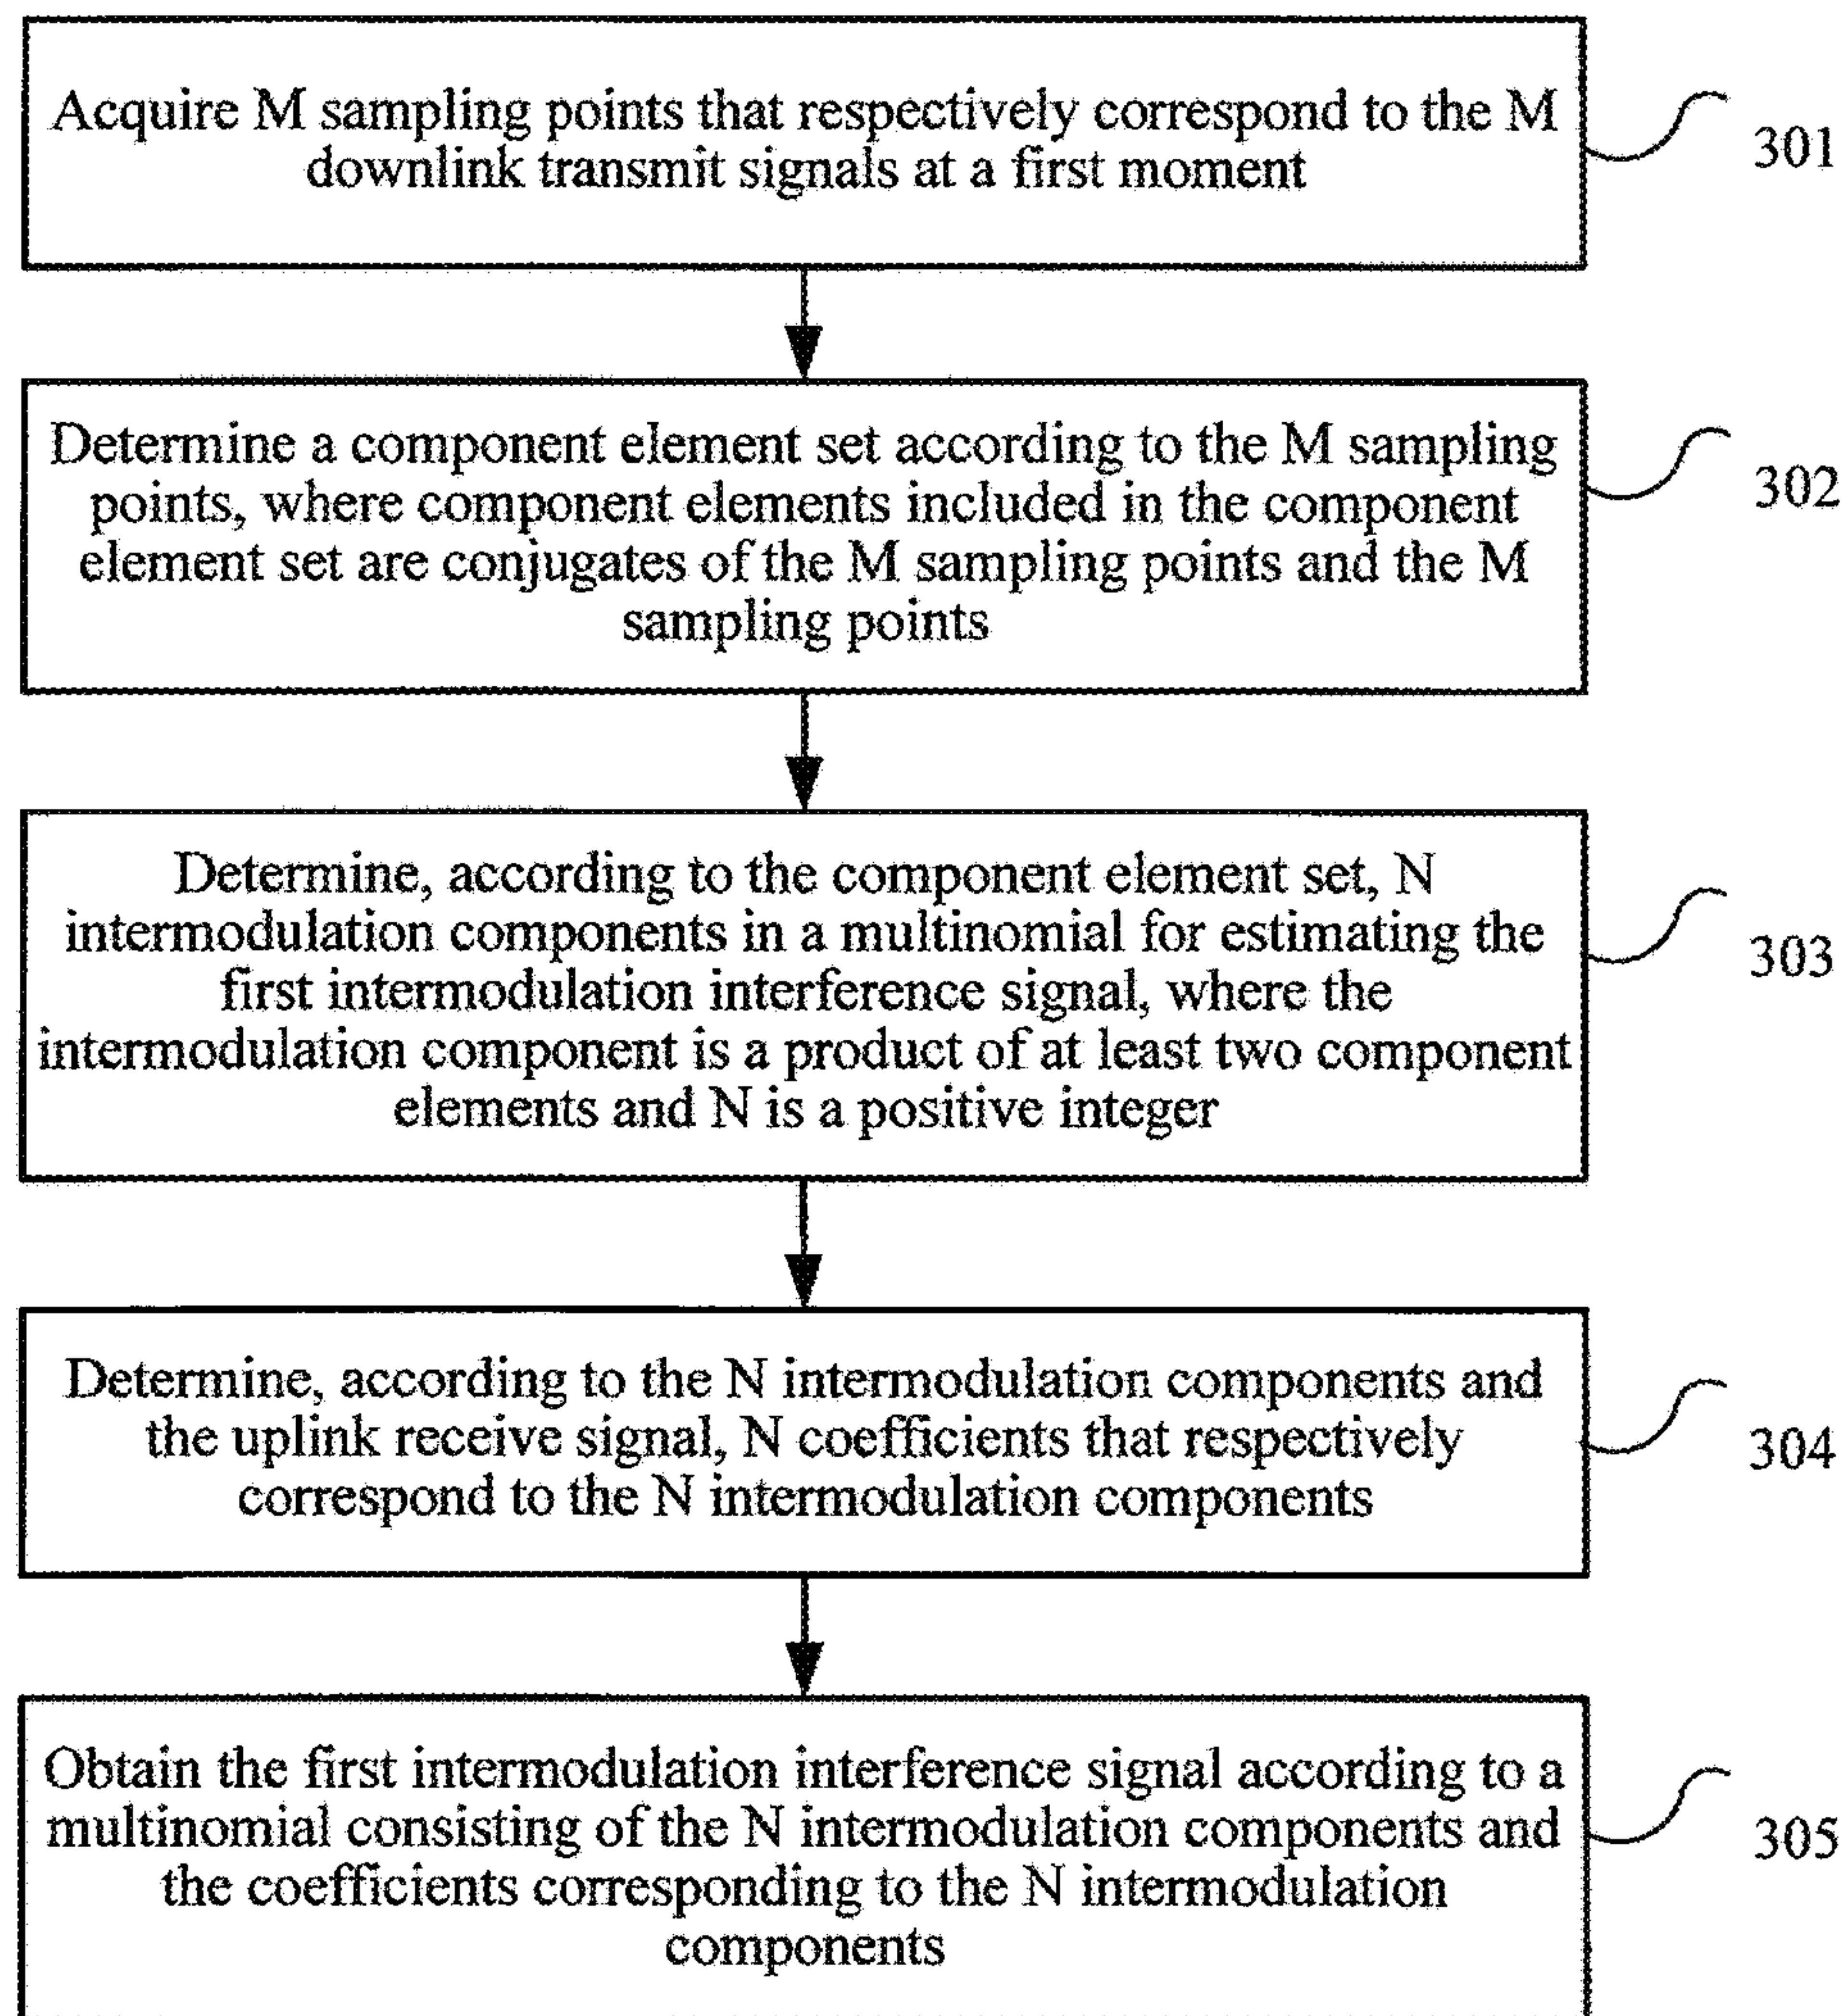 Acquire M sampling points that respectively correspond to the M
downlink transmit signals at a first moment
301
Determine a component element set according to the M sampling
points, where component elements included in the component
element set are conjugates of the M sampling points and the M
sampling points
302
Determine, according to the component element set, N
intermodulation components in a multinomial for estimating the
first intermodulation interference signal, where the
intermodulation component is a product of at least two component
elements and N is a positive integer
303
Determine, according to the N intermodulation components and
the uplink receive signal, N coefficients that respectively
correspond to the N intermodulation components
304
Obtain the first intermodulation interference signal according to a
multinomial consisting of the N intermodulation components and
the coefficients corresponding to the N intermodulation
components
305